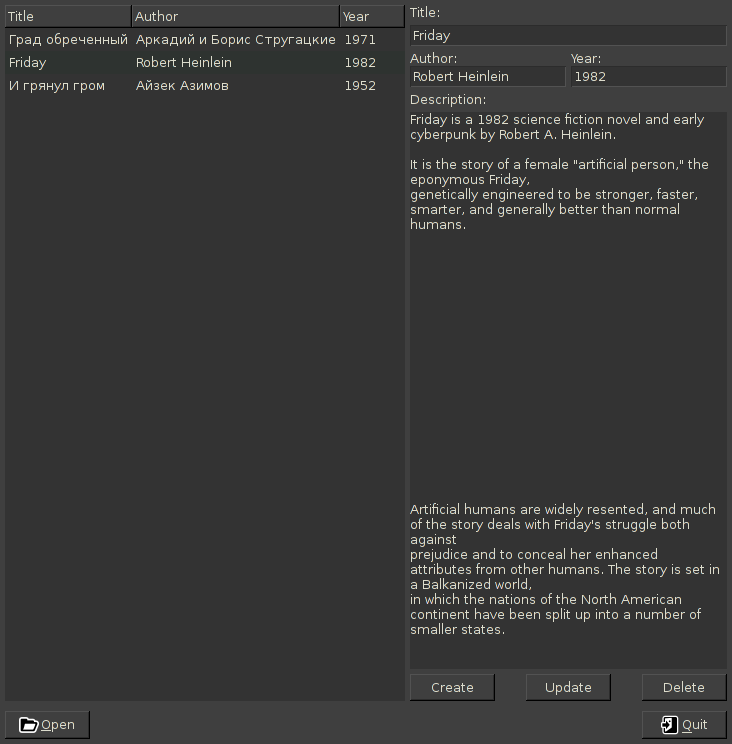 Title Author Year
Град обреченный Аркадий и Борис Стругацкие 1971
Friday Robert Heinlein 1982
И грянул гром Айзек Азимов 1952
Title:
Friday
Author: Year:
Robert Heinlein 1982
Description:
Friday is a 1982 science fiction novel and early
cyberpunk by Robert A. Heinlein.
It is the story of a female "artificial person," the
eponymous Friday,
genetically engineered to be stronger, faster,
smarter, and generally better than normal
humans.
Artificial humans are widely resented, and much
of the story deals with Friday's struggle both
against
prejudice and to conceal her enhanced
attributes from other humans. The story is set in
a Balkanized world,
in which the nations of the North American
continent have been split up into a number of
smaller states.
Create Update Delete
Open Quit